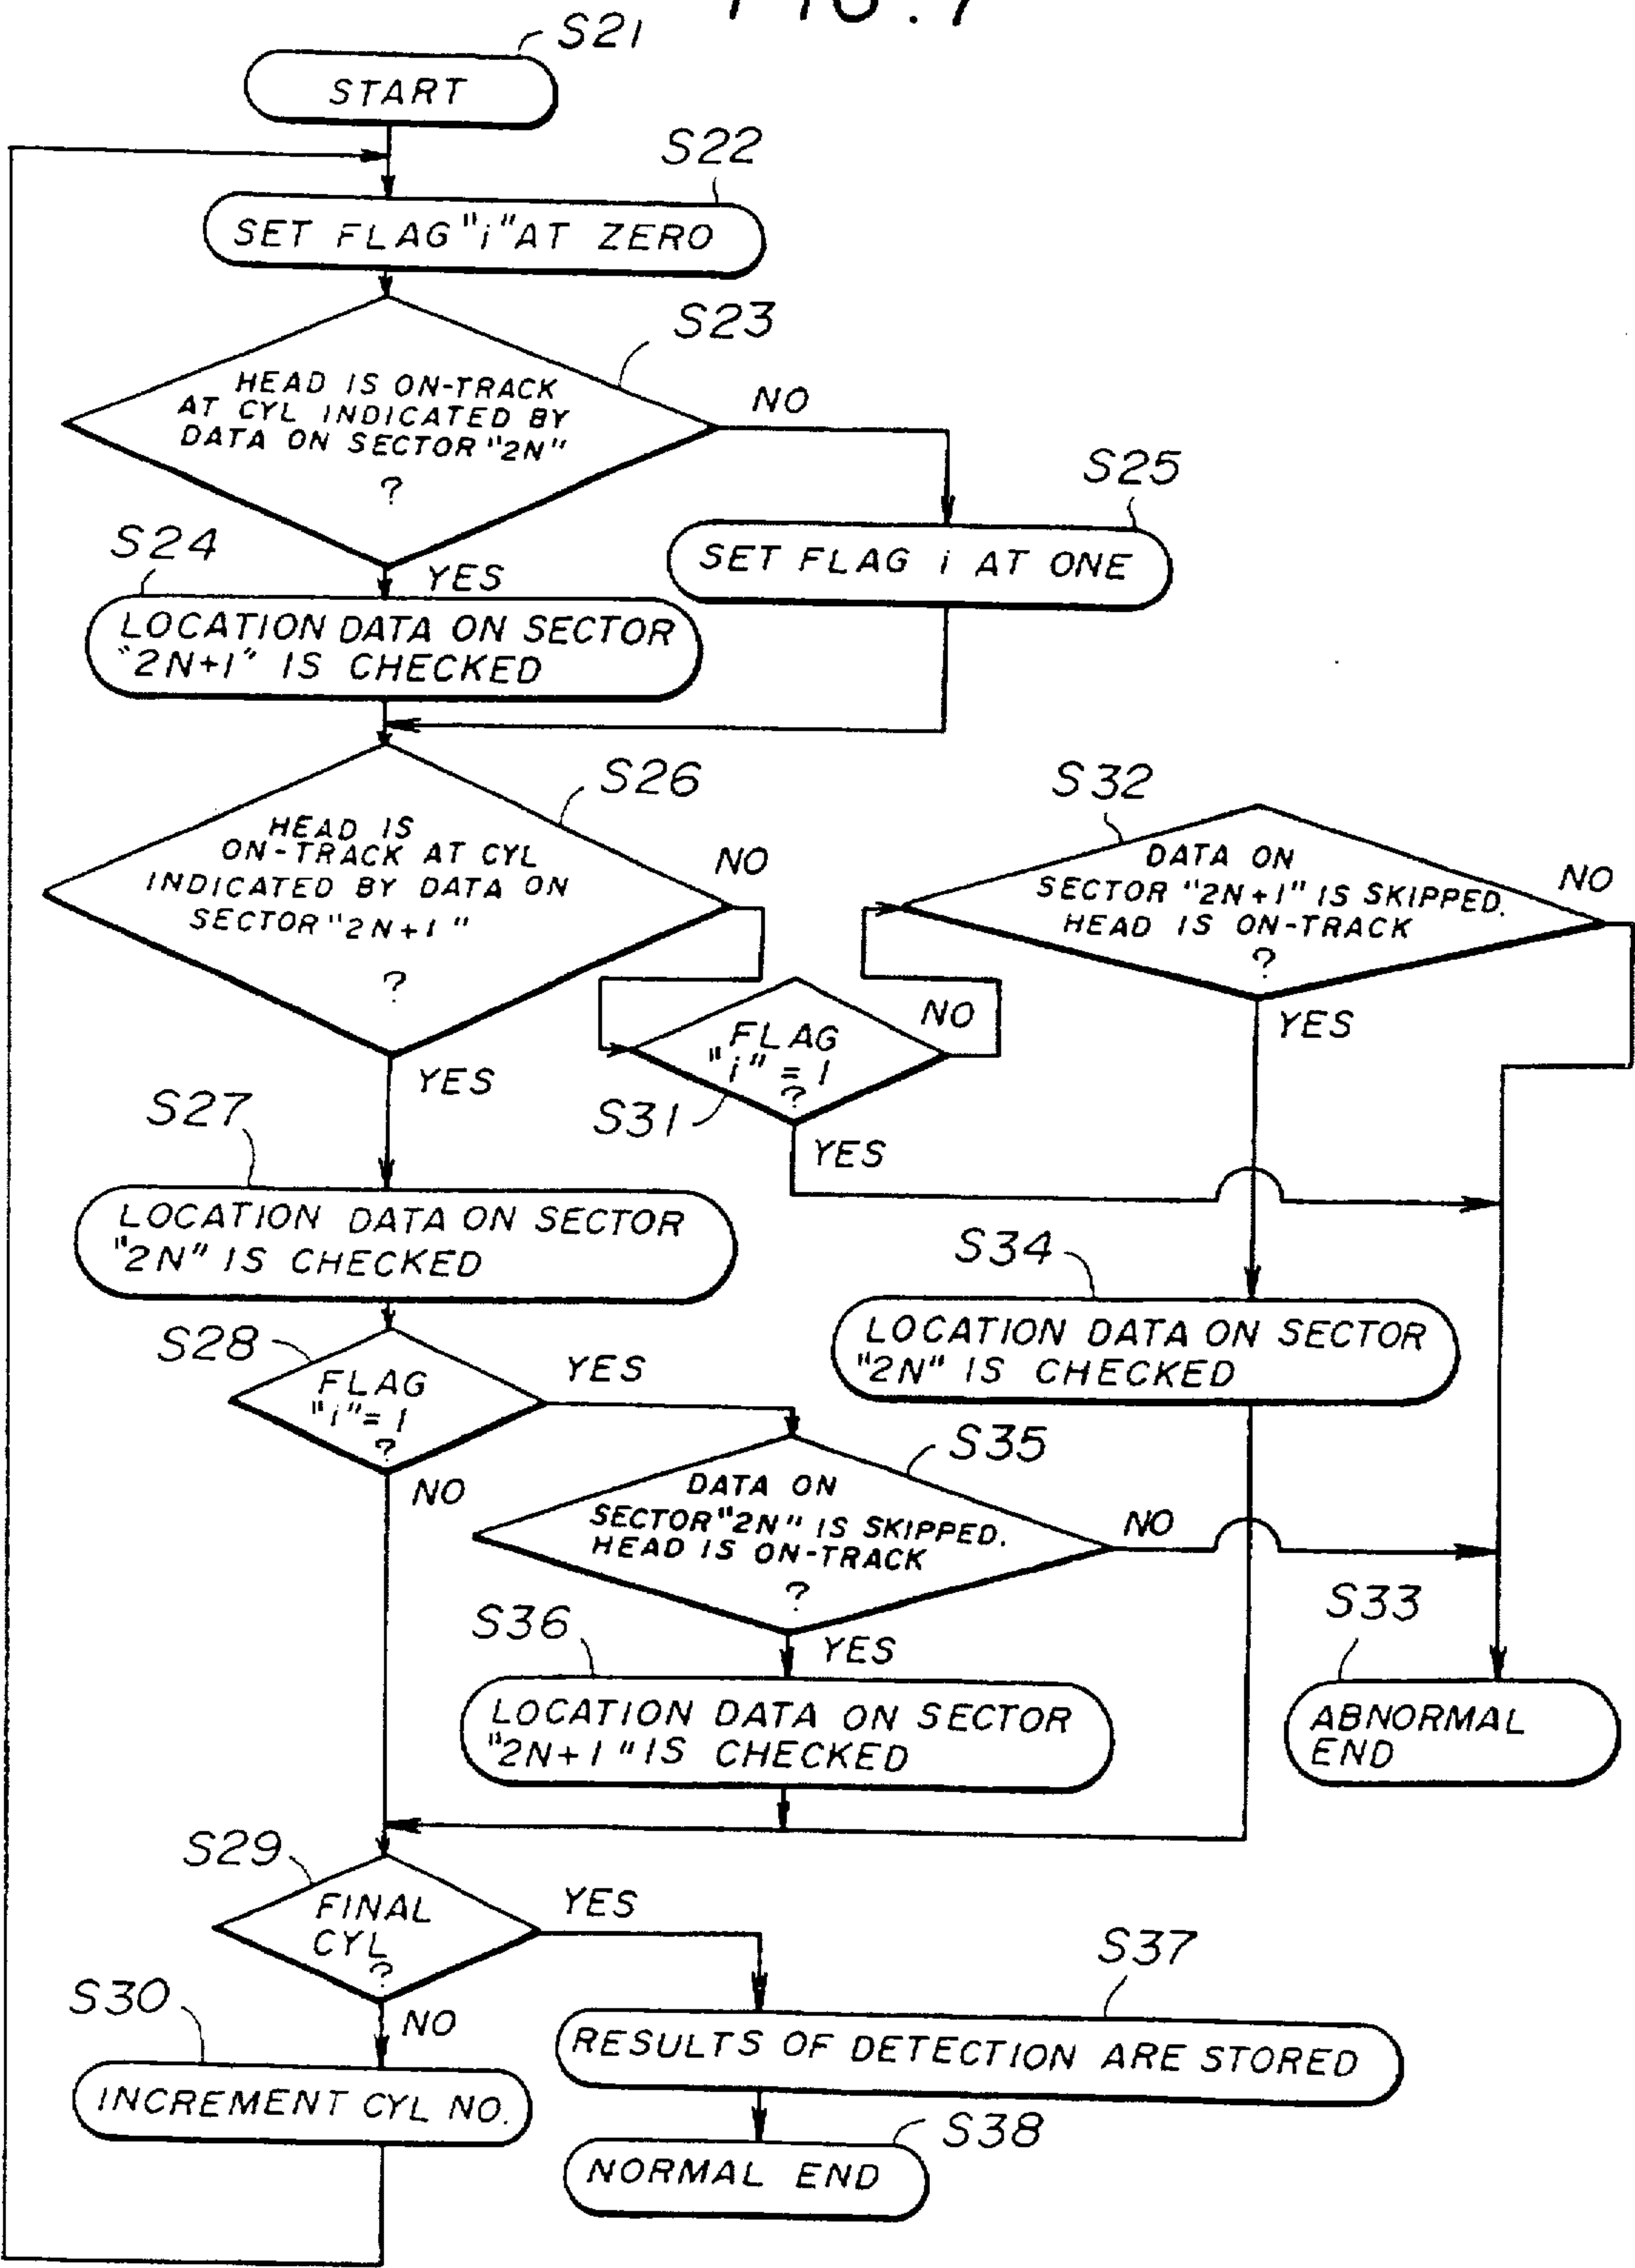 FIG. 7
S21
START
S22
SET FLAG "i" AT ZERO
S23
HEAD IS ON-TRACK
AT CYL INDICATED BY
DATA ON SECTOR "2N"
?
NO
YES
S24
LOCATION DATA ON SECTOR
"2N+1" IS CHECKED
S25
SET FLAG i AT ONE
S26
HEAD IS
ON-TRACK AT CYL
INDICATED BY DATA ON
SECTOR "2N+1"
?
NO
YES
S32
DATA ON
SECTOR "2N+1" IS SKIPPED.
HEAD IS ON-TRACK
?
NO
YES
FLAG
"i" = 1
?
NO
S31
YES
S27
LOCATION DATA ON SECTOR
"2N" IS CHECKED
S34
LOCATION DATA ON SECTOR
"2N" IS CHECKED
S28
FLAG
"i" = 1
?
YES
NO
S35
DATA ON
SECTOR "2N" IS SKIPPED.
HEAD IS ON-TRACK
?
NO
YES
S36
LOCATION DATA ON SECTOR
"2N+1" IS CHECKED
S33
ABNORMAL
END
S29
FINAL
CYL
?
YES
NO
S30
INCREMENT CYL NO.
S37
RESULTS OF DETECTION ARE STORED
S38
NORMAL END